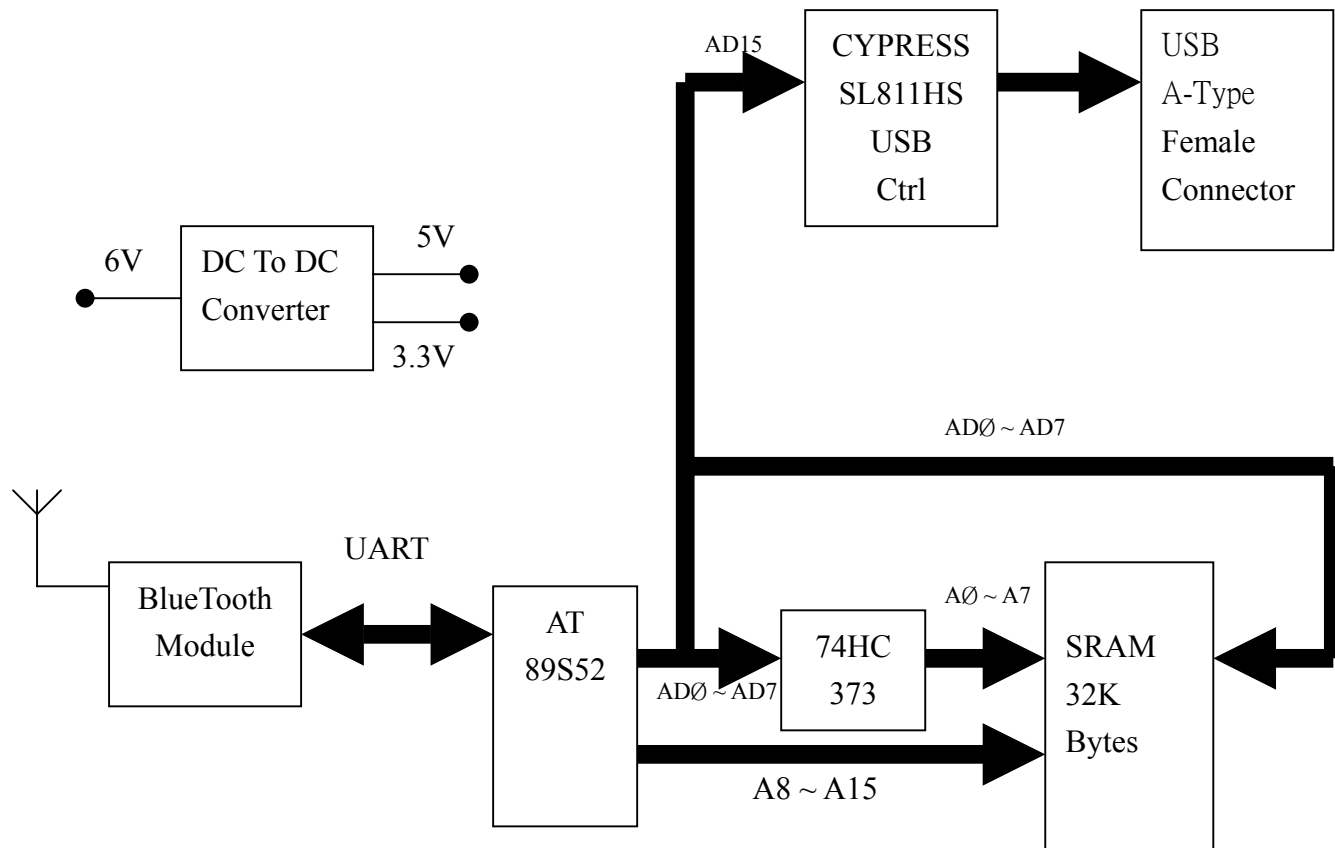 AD15
CYPRESS
SL811HS
USB
Ctrl
USB
A-Type
Female
Connector
6V
DC To DC
Converter
5V
3.3V
ADØ ~ AD7
UART
BlueTooth
Module
AT
89S52
ADØ ~ AD7
74HC
373
AØ ~ A7
SRAM
32K
Bytes
A8 ~ A15